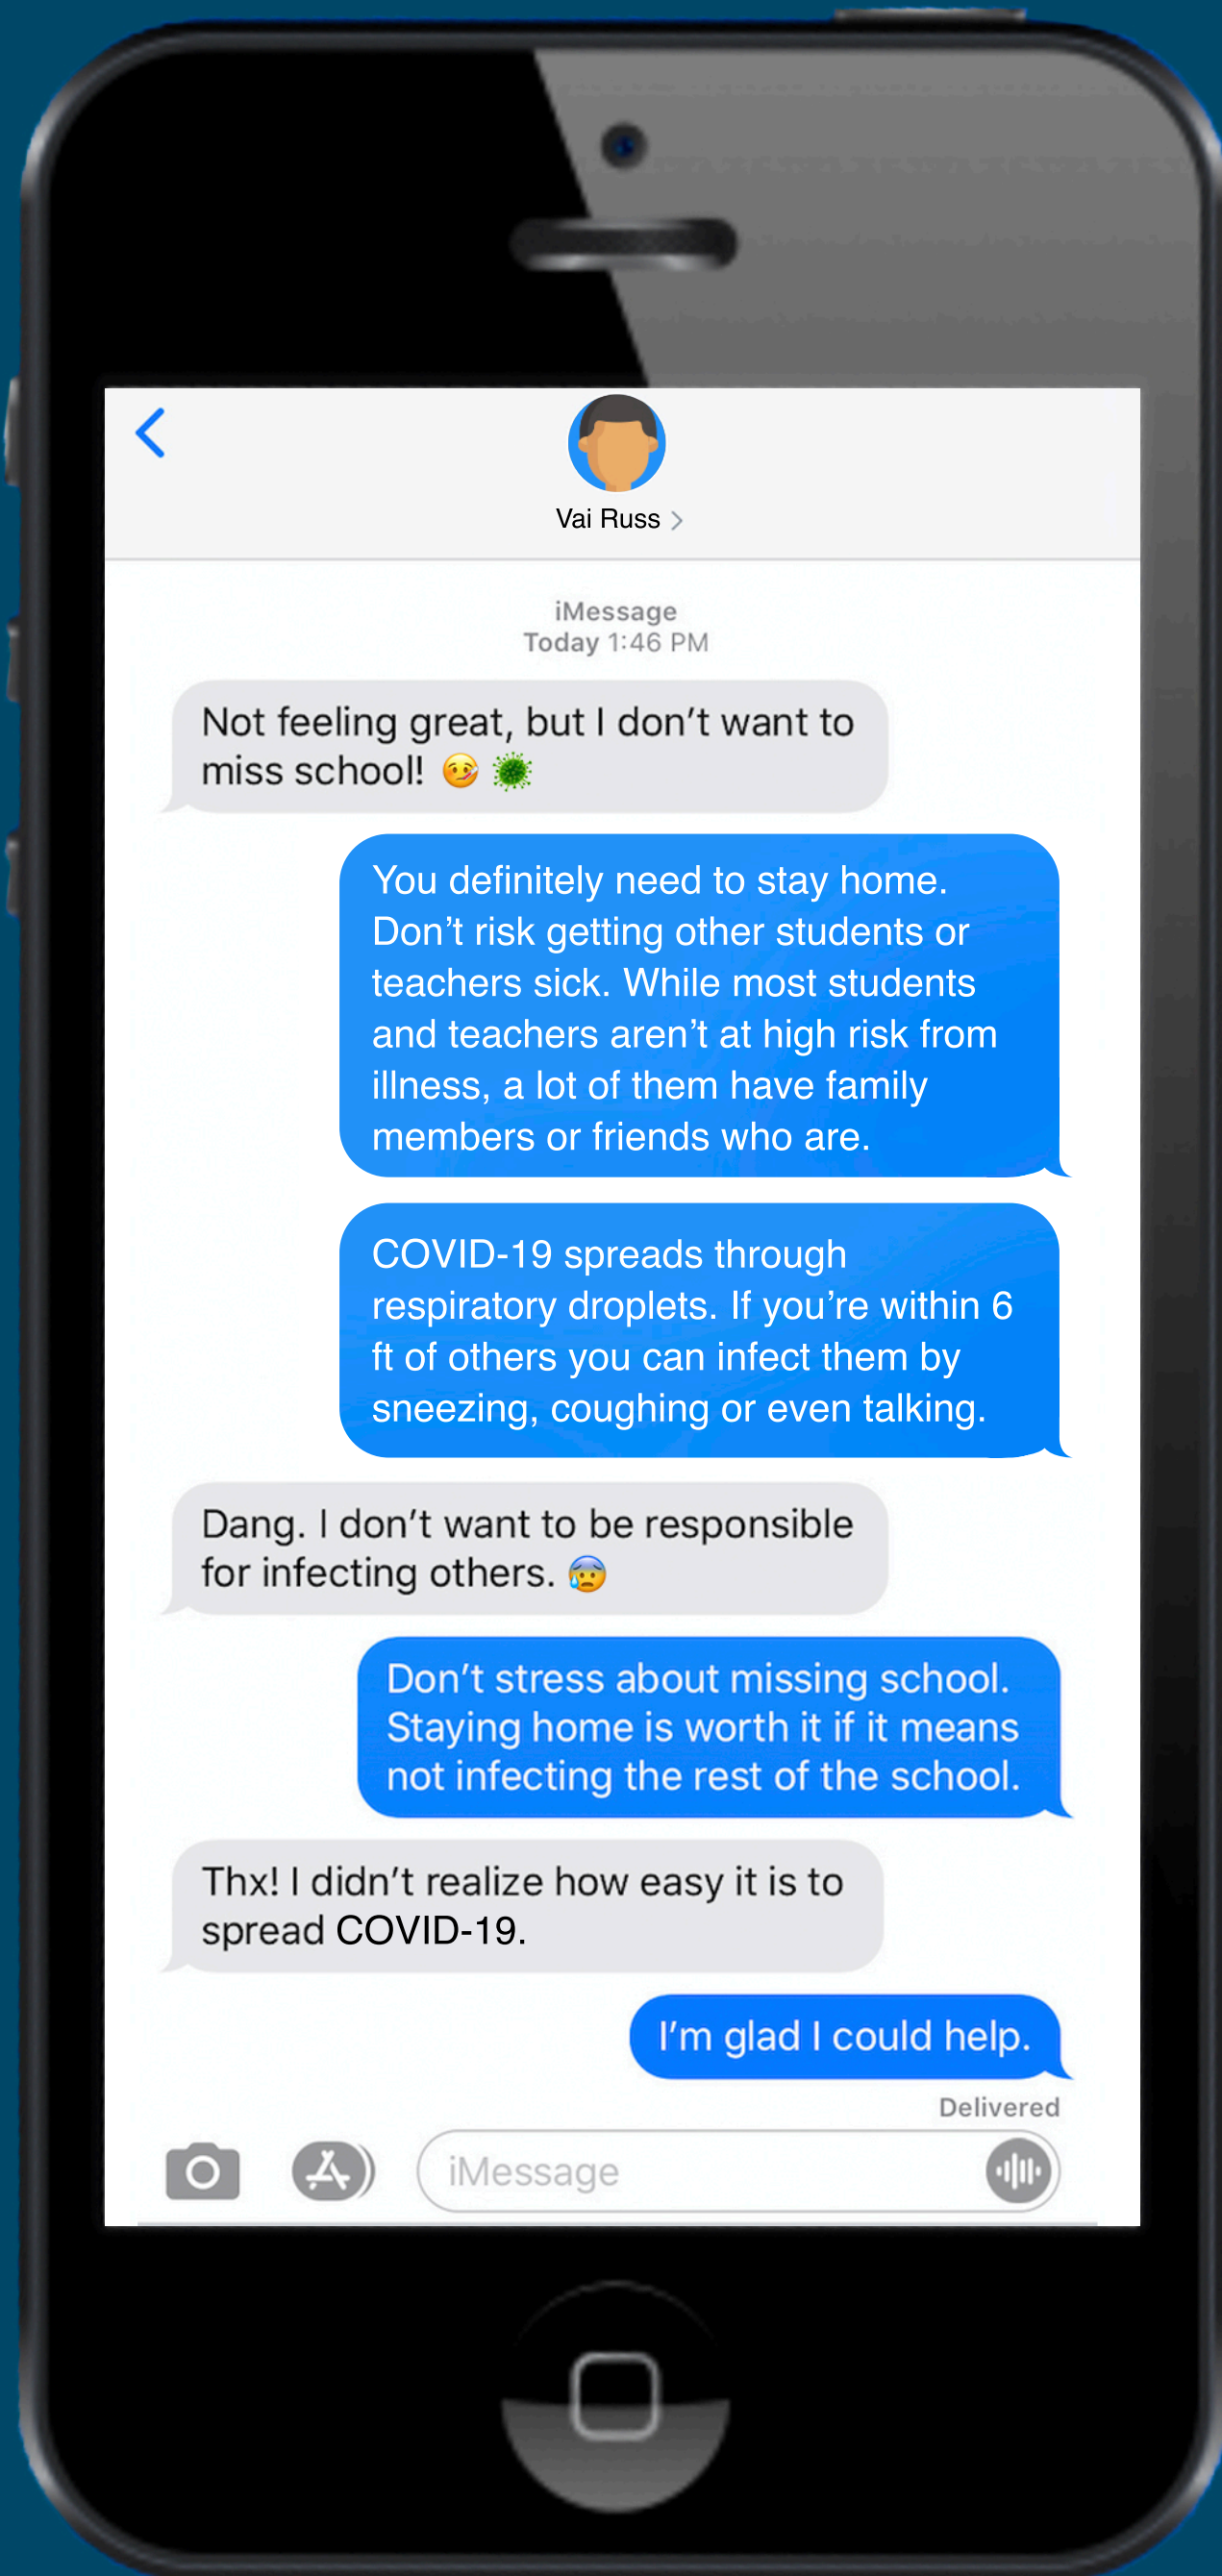 Vai Russ
iMessage
Today 1:46 PM
Not feeling great, but I don't want to
miss school! 🤒 🦠
You definitely need to stay home.
Don't risk getting other students or
teachers sick. While most students
and teachers aren't at high risk from
illness, a lot of them have family
members or friends who are.
COVID-19 spreads through
respiratory droplets. If you're within 6
ft of others you can infect them by
sneezing, coughing or even talking.
Dang. I don't want to be responsible
for infecting others. 😰
Don't stress about missing school.
Staying home is worth it if it means
not infecting the rest of the school.
Thx! I didn't realize how easy it is to
spread COVID-19.
I'm glad I could help.
Delivered
iMessage